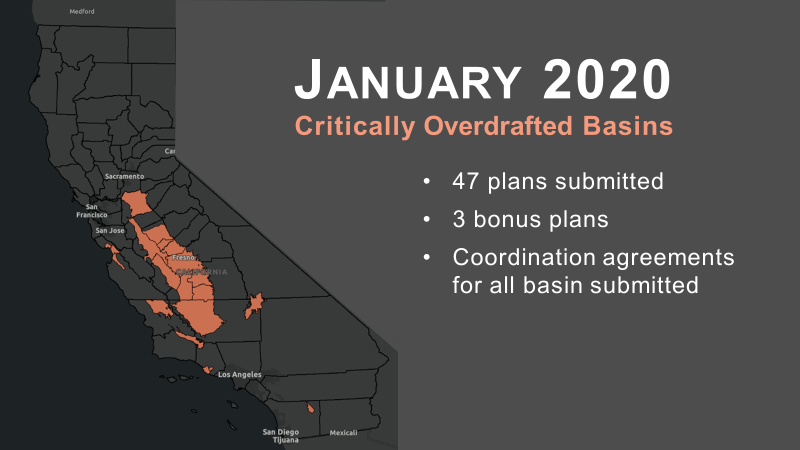 JANUARY 2020
Critically Overdrafted Basins
• 47 plans submitted
• 3 bonus plans
• Coordination agreements
for all basin submitted
Medford
Car
Sacramento
San
Francisco
San Jose
Fresno
CALIFORNIA
Los Angeles
San Diego
Tijuana
Mexicali